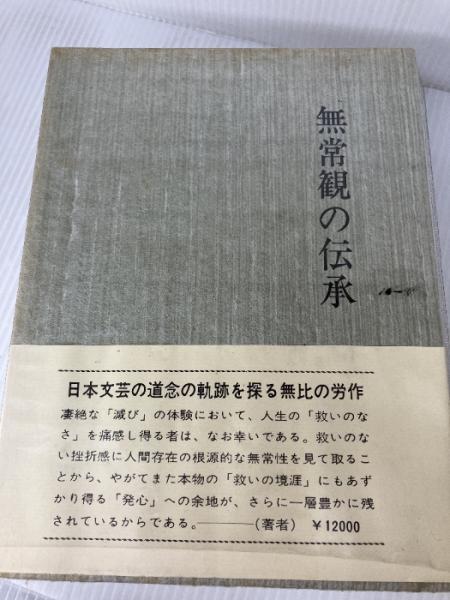 無常観の伝承
日本文芸の道念の軌跡を探る無比の労作
凄絶な「滅び」の体験において、人生の「救いのな
さ」を痛感し得る者は、なお幸いである。救いのな
い挫折感に人間存在の根源的な無常性を見て取るこ
とから、やがてまた本物の「救いの境涯」にもあず
かり得る「発心」への余地が、さらに一層豊かに残
されているからである。―――(著者) ¥12000